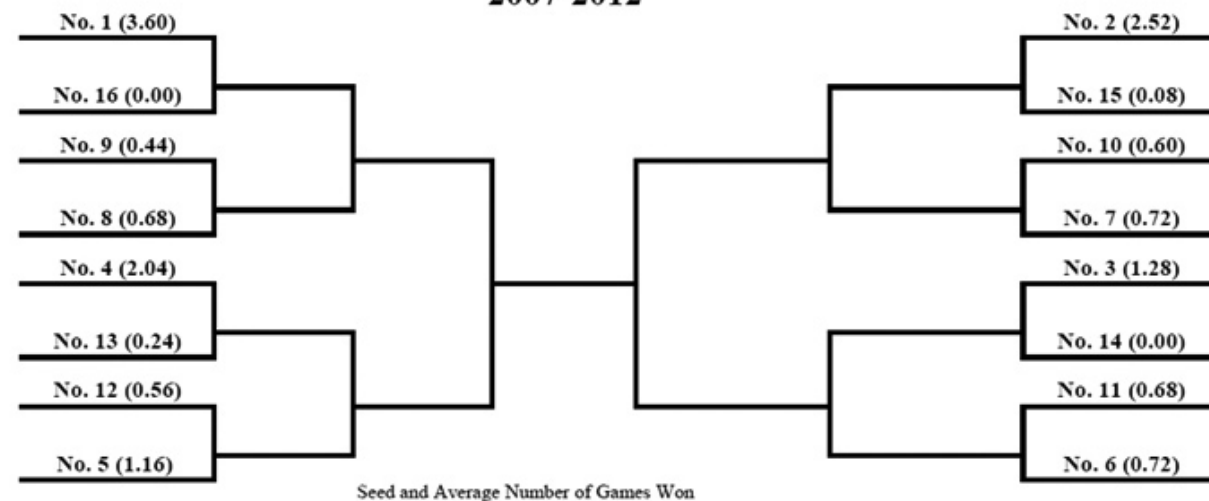 2007-2012
No. 1 (3.60)
No. 16 (0.00)
No. 9 (0.44)
No. 8 (0.68)
No. 4 (2.04)
No. 13 (0.24)
No. 12 (0.56)
No. 5 (1.16)
No. 2 (2.52)
No. 15 (0.08)
No. 10 (0.60)
No. 7 (0.72)
No. 3 (1.28)
No. 14 (0.00)
No. 11 (0.68)
No. 6 (0.72)
Seed and Average Number of Games Won